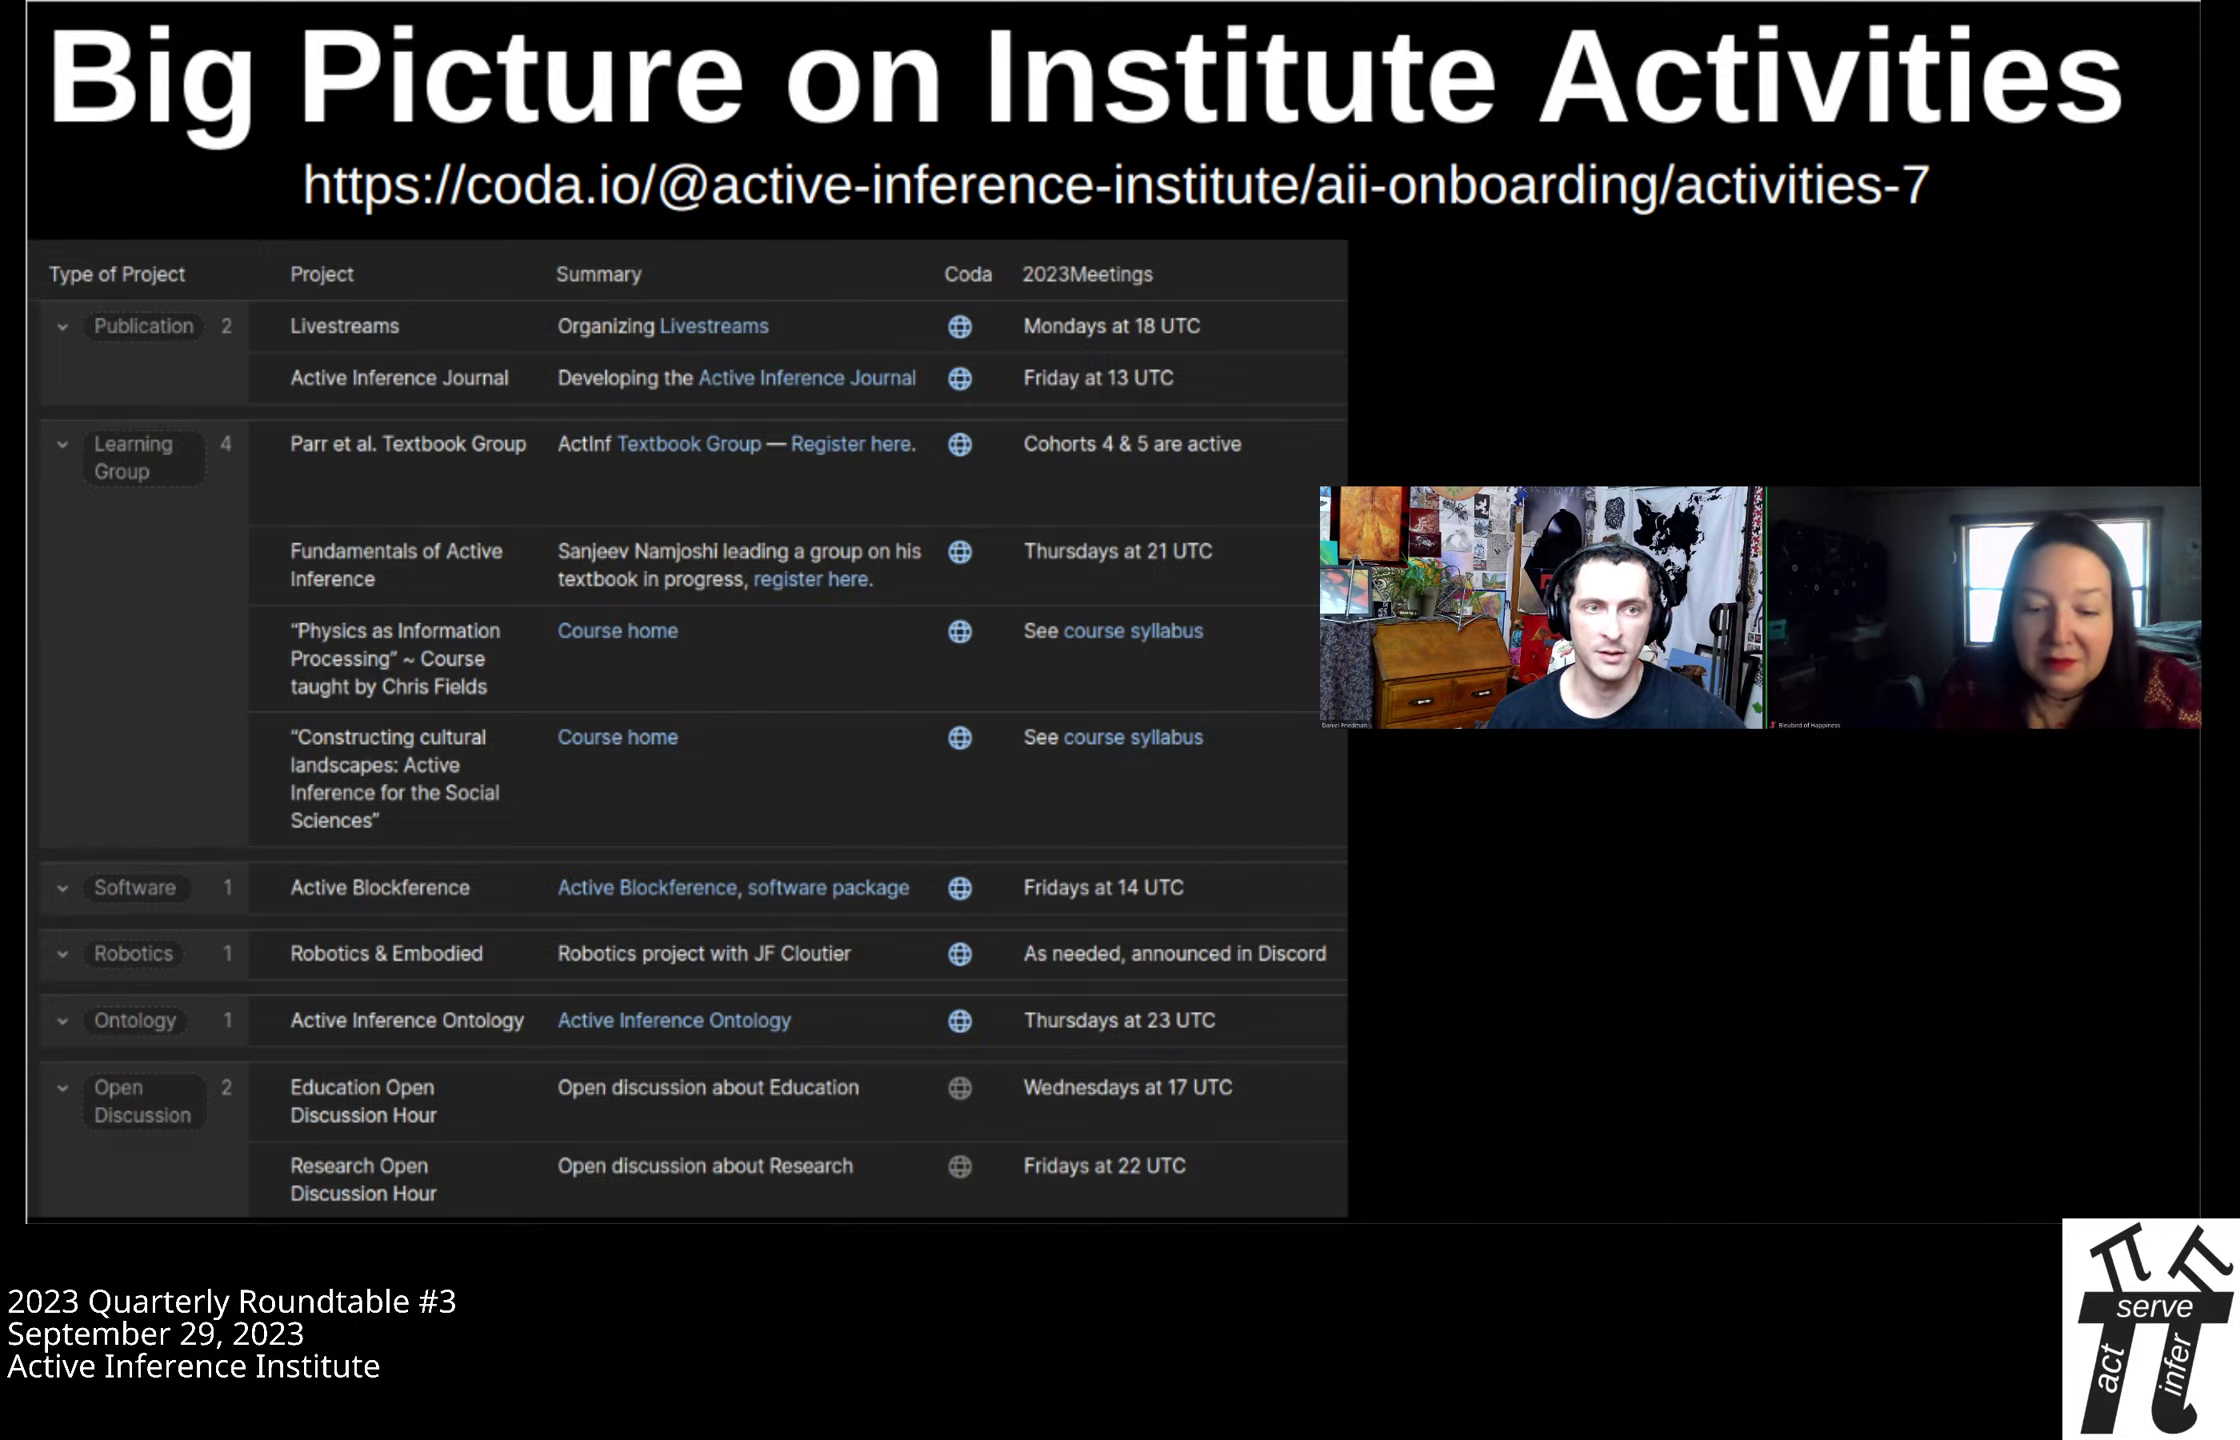 Big Picture on Institute Activities
https://coda.io/@active-inference-institute/aii-onboarding/activities-7
Type of Project Project Summary Coda 2023Meetings
Publication 2 Livestreams Organizing Livestreams Mondays at 18 UTC
Active Inference Journal Developing the Active Inference Journal Friday at 13 UTC
Learning 4 Parr et al. Textbook Group ActInf Textbook Group — Register here. Cohorts 4 & 5 are active
Group
Fundamentals of Active Sanjeev Namjoshi leading a group on his Thursdays at 21 UTC
Inference textbook in progress, register here.
“Physics as Information Course home See course syllabus
Processing” ~ Course
taught by Chris Fields
“Constructing cultural Course home See course syllabus
landscapes: Active
Inference for the Social
Sciences”
Software 1 Active Blockference Active Blockference, software package Fridays at 14 UTC
Robotics 1 Robotics & Embodied Robotics project with JF Cloutier As needed, announced in Discord
Ontology 1 Active Inference Ontology Active Inference Ontology Thursdays at 23 UTC
Open 2 Education Open Open discussion about Education Wednesdays at 17 UTC
Discussion Discussion Hour
Research Open Open discussion about Research Fridays at 22 UTC
Discussion Hour
Daniel Friedman
Bleubird of Happiness
2023 Quarterly Roundtable #3
September 29, 2023
Active Inference Institute
serve
act
infer